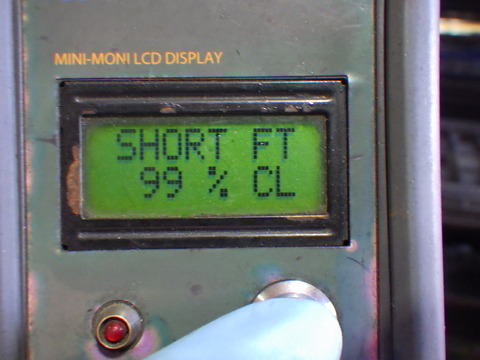 MINI-MONI LCD DISPLAY
SHORT FT
99 % CL